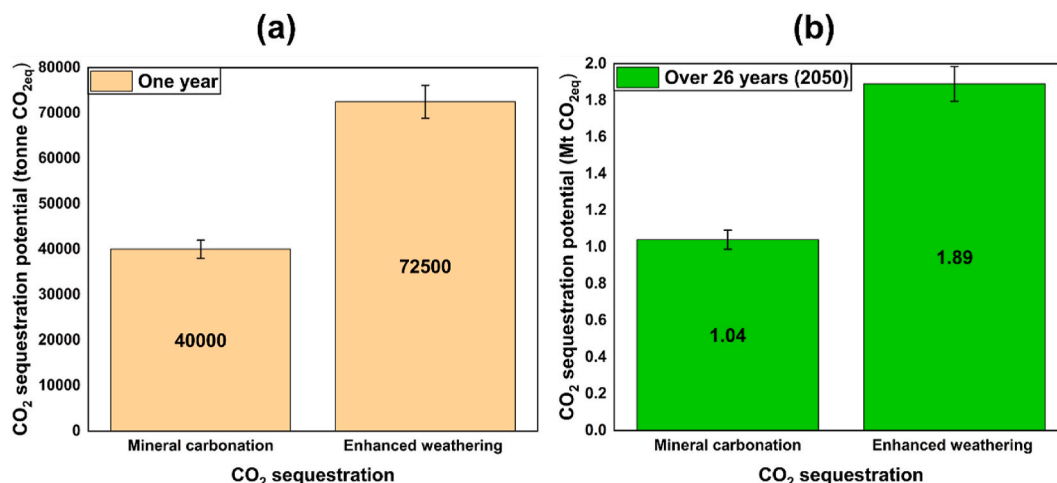 (a)
CO2 sequestration potential (tonne CO2eq)
80000
70000
60000
50000
40000
30000
20000
10000
0
One year
40000
72500
Mineral carbonation
Enhanced weathering
CO2 sequestration
(b)
CO2 sequestration potential (Mt CO2eq)
2.0
1.8
1.6
1.4
1.2
1.0
0.8
0.6
0.4
0.2
0.0
Over 26 years (2050)
1.04
1.89
Mineral carbonation
Enhanced weathering
CO2 sequestration